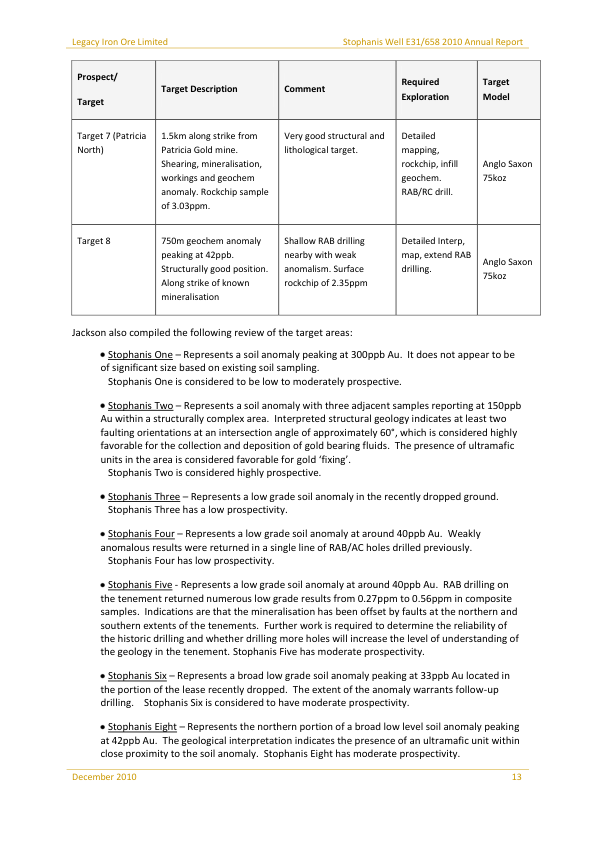 Legacy Iron Ore Limited Stephanis Well E31/658 2010 Annual Report
Prospect/
Target
Target Description
Comment
Required
Exploration
Target
Model
Target 7 (Patricia
North)
1.5km along strike from
Patricia Gold mine.
Shearing, mineralisation,
workings and geochem
anomaly. Rockchip sample
of 3.03ppm.
Very good structural and
lithological target.
Detailed
mapping,
rockchip, infill
geochem.
RAB/RC drill.
Anglo Saxon
75koz
Target 8
750m geochem anomaly
peaking at 42ppb.
Structurally good position.
Along strike of known
mineralisation
Shallow RAB drilling
nearby with weak
anomalism. Surface
rockchip of 2.35ppm
Detailed Interp,
map, extend RAB
drilling.
Anglo Saxon
75koz
Jackson also compiled the following review of the target areas:
• Stophanis One – Represents a soil anomaly peaking at 300ppb Au. It does not appear to be
of significant size based on existing soil sampling.
Stophanis One is considered to be low to moderately prospective.
• Stophanis Two – Represents a soil anomaly with three adjacent samples reporting at 150ppb
Au within a structurally complex area. Interpreted structural geology indicates at least two
faulting orientations at an intersection angle of approximately 60°, which is considered highly
favorable for the collection and deposition of gold bearing fluids. The presence of ultramafic
units in the area is considered favorable for gold ‘fixing’.
Stophanis Two is considered highly prospective.
• Stophanis Three – Represents a low grade soil anomaly in the recently dropped ground.
Stophanis Three has a low prospectivity.
• Stophanis Four – Represents a low grade soil anomaly at around 40ppb Au. Weakly
anomalous results were returned in a single line of RAB/AC holes drilled previously.
Stophanis Four has low prospectivity.
• Stophanis Five - Represents a low grade soil anomaly at around 40ppb Au. RAB drilling on
the tenement returned numerous low grade results from 0.27ppm to 0.56ppm in composite
samples. Indications are that the mineralisation has been offset by faults at the northern and
southern extents of the tenements. Further work is required to determine the reliability of
the historic drilling and whether drilling more holes will increase the level of understanding of
the geology in the tenement. Stophanis Five has moderate prospectivity.
• Stophanis Six – Represents a broad low grade soil anomaly peaking at 33ppb Au located in
the portion of the lease recently dropped. The extent of the anomaly warrants follow-up
drilling. Stophanis Six is considered to have moderate prospectivity.
• Stophanis Eight – Represents the northern portion of a broad low level soil anomaly peaking
at 42ppb Au. The geological interpretation indicates the presence of an ultramafic unit within
close proximity to the soil anomaly. Stophanis Eight has moderate prospectivity.
December 2010 13